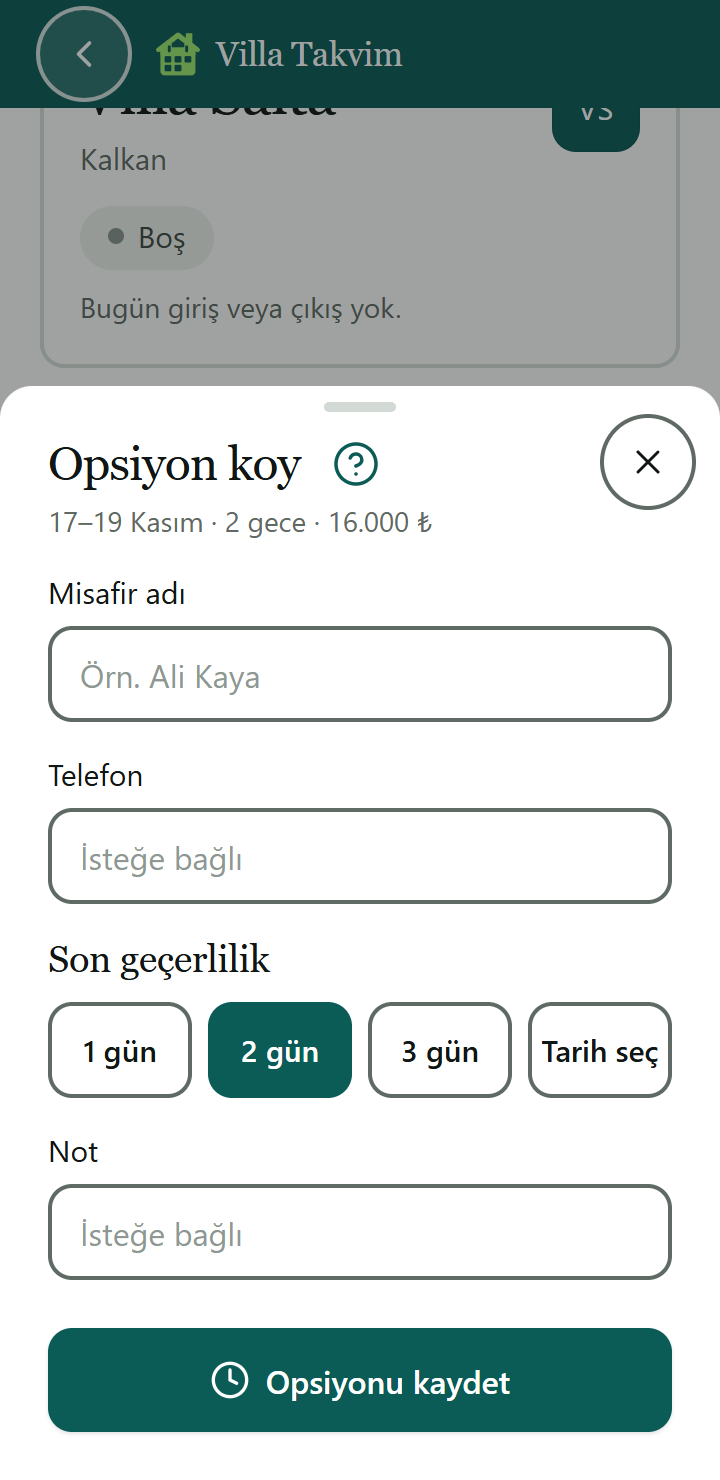 Villa Takvim
Kalkan
Boş
Bugün giriş veya çıkış yok.
Opsiyon koy
17–19 Kasım · 2 gece · 16.000 ₺
Misafir adı
Örn. Ali Kaya
Telefon
İsteğe bağlı
Son geçerlilik
1 gün
2 gün
3 gün
Tarih seç
Not
İsteğe bağlı
Opsiyonu kaydet